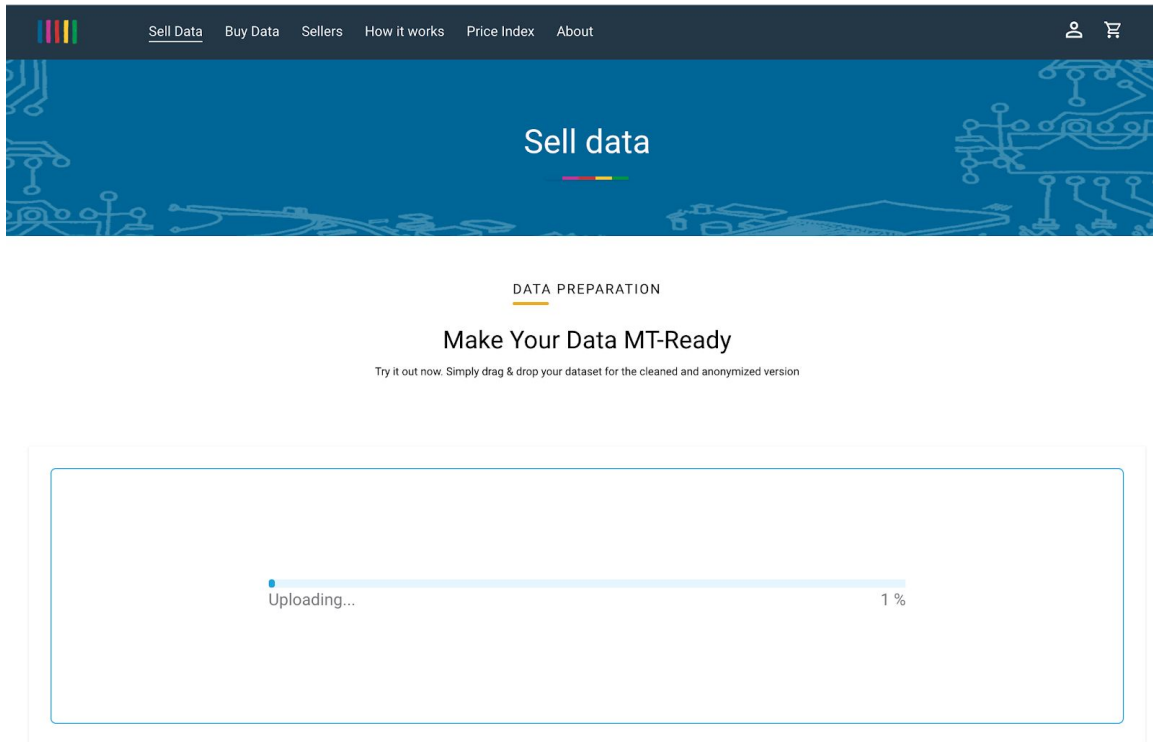 Sell Data Buy Data Sellers How it works Price Index About
Sell data
DATA PREPARATION
Make Your Data MT-Ready
Try it out now. Simply drag & drop your dataset for the cleaned and anonymized version
Uploading... 1 %